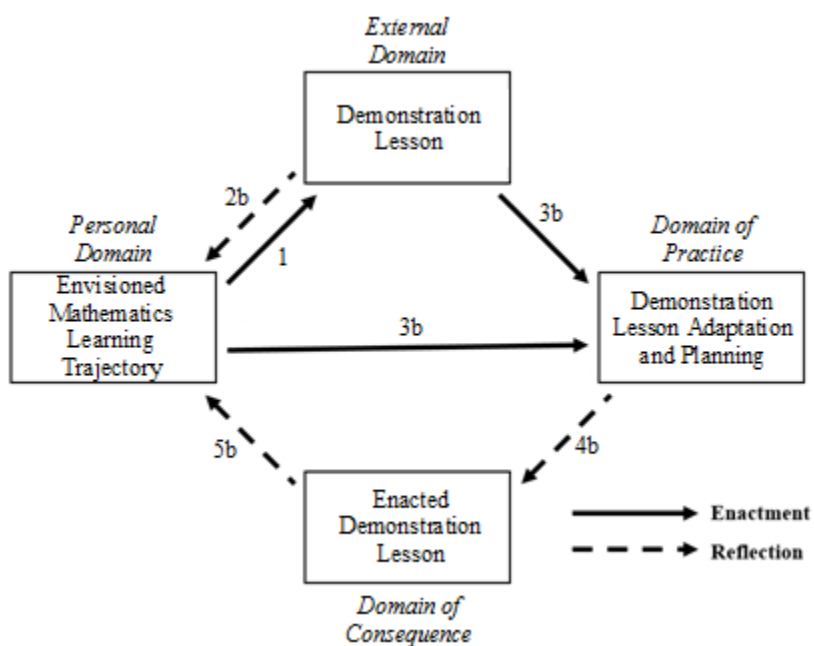 External
Domain
Demonstration
Lesson
2b
1
3b
Personal
Domain
Envisioned
Mathematics
Learning
Trajectory
Domain of
Practice
Demonstration
Lesson Adaptation
and Planning
3b
5b
4b
Enacted
Demonstration
Lesson
Domain of
Consequence
Enactment
Reflection